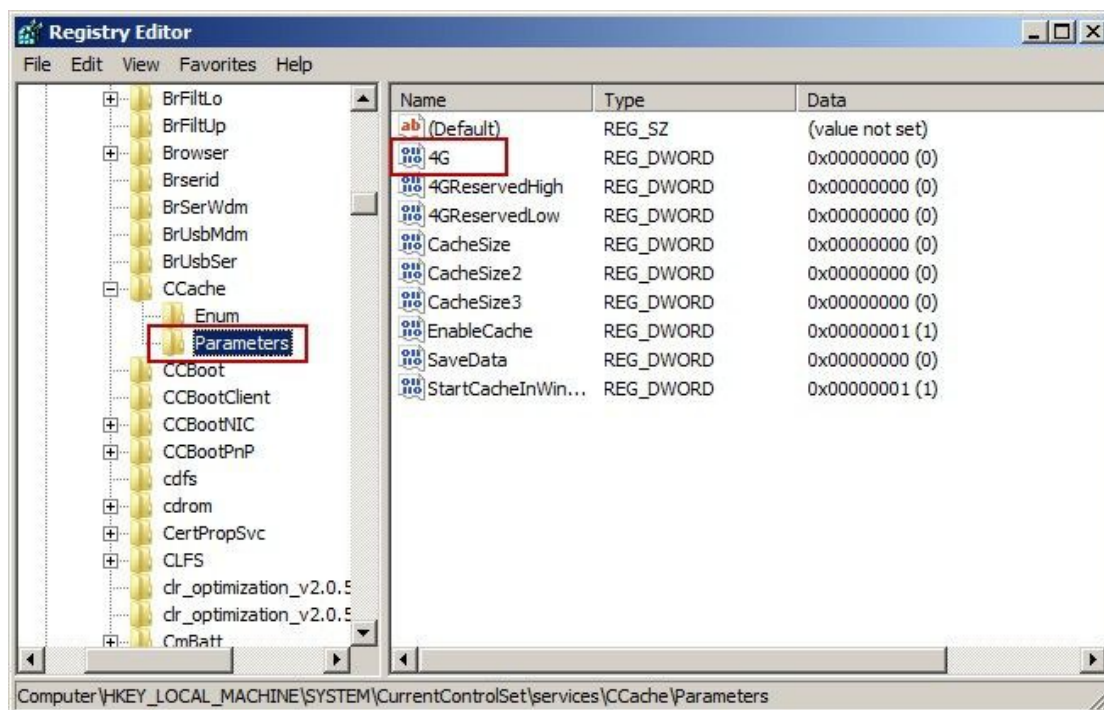 Registry Editor
File Edit View Favorites Help
BrFiltLo
BrFiltUp
Browser
Brserid
BrSerWdm
BrUsbMdm
BrUsbSer
CCache
Enum
Parameters
CCBoot
CCBootClient
CCBootNIC
CCBootPnP
cdfs
cdrom
CertPropSvc
CLFS
clr_optimization_v2.0.5
clr_optimization_v2.0.5
CmBatt
Name Type Data
(Default) REG_SZ (value not set)
4G REG_DWORD 0x00000000 (0)
4GReservedHigh REG_DWORD 0x00000000 (0)
4GReservedLow REG_DWORD 0x00000000 (0)
CacheSize REG_DWORD 0x00000000 (0)
CacheSize2 REG_DWORD 0x00000000 (0)
CacheSize3 REG_DWORD 0x00000000 (0)
EnableCache REG_DWORD 0x00000001 (1)
SaveData REG_DWORD 0x00000000 (0)
StartCacheInWin... REG_DWORD 0x00000001 (1)
Computer\HKEY_LOCAL_MACHINE\SYSTEM\CurrentControlSet\services\CCache\Parameters